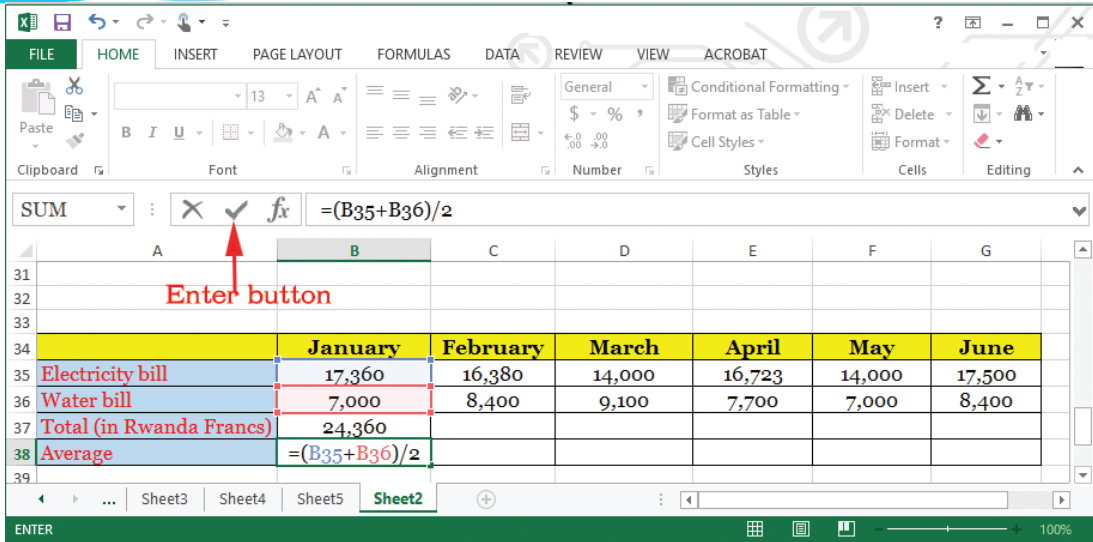 ?
FILE HOME INSERT PAGE LAYOUT FORMULAS DATA REVIEW VIEW ACROBAT
13 A A General Conditional Formatting Insert Σ A Z
Paste $ - % , Format as Table Delete
B I U A .0 .00 .00 .0 Cell Styles Format
Clipboard Font Alignment Number Styles Cells Editing
SUM fx =(B35+B36)/2
A B C D E F G
31
32 Enter button
33
34 January February March April May June
35 Electricity bill 17,360 16,380 14,000 16,723 14,000 17,500
36 Water bill 7,000 8,400 9,100 7,700 7,000 8,400
37 Total (in Rwanda Francs) 24,360
38 Average =(B35+B36)/2
39
... Sheet3 Sheet4 Sheet5 Sheet2
ENTER 100%